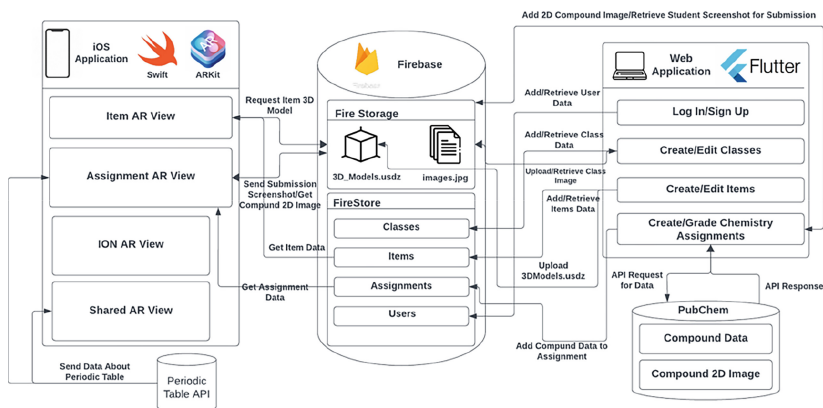 Add 2D Compound Image/Retrieve Student Screenshot for Submission
iOS
Application
Swift
ARKit
Item AR View
Assignment AR View
ION AR View
Shared AR View
Send Data About
Periodic Table
Periodic
Table API
Request Item 3D
Model
Send Submission
Screenshot/Get
Compund 2D Image
Get Item Data
Get Assignment
Data
Firebase
Firebase
Fire Storage
3D_Models.usdz
images.jpg
FireStore
Classes
Items
Assignments
Users
Add/Retrieve User
Data
Add/Retrieve Class
Data
Upload/Retrieve Class
Image
Add/Retrieve
Items Data
Upload
3DModels.usdz
Add Compund Data to
Assignment
Web
Application
Flutter
Log In/Sign Up
Create/Edit Classes
Create/Edit Items
Create/Grade Chemistry
Assignments
API Request
for Data
API Response
PubChem
Compound Data
Compound 2D Image